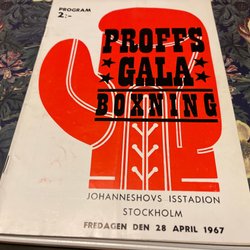 PROGRAM
2:-
PROFFS
GALA
BOXNING
JOHANNESHOVS ISSTADION
STOCKHOLM
FREDAGEN DEN 28 APRIL 1967